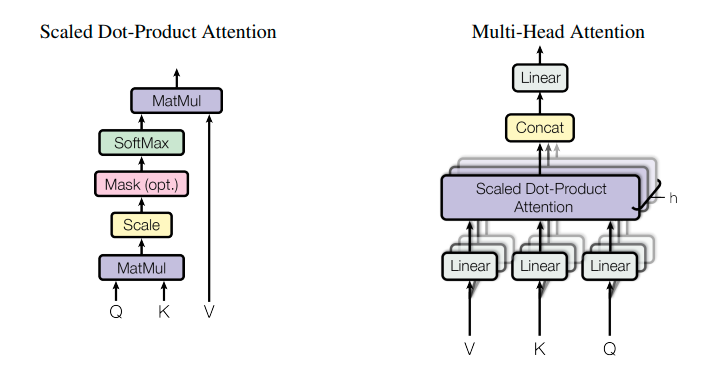 Scaled Dot-Product Attention
MatMul
SoftMax
Mask (opt.)
Scale
MatMul
Q K V
Multi-Head Attention
Linear
Concat
Scaled Dot-Product
Attention
h
Linear Linear Linear
V K Q